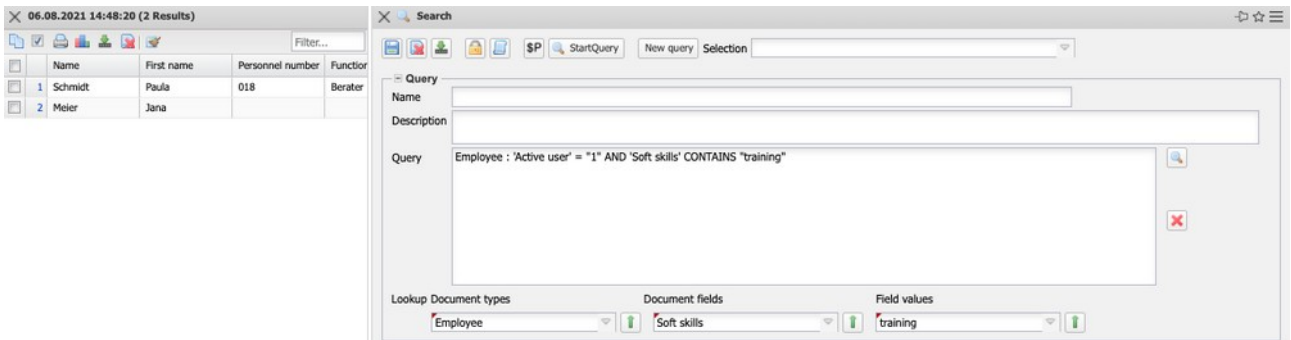 06.08.2021 14:48:20 (2 Results)
Filter...
Name First name Personnel number Function
1 Schmidt Paula 018 Berater
2 Meier Jana
Search
$P StartQuery New query Selection
Query
Name
Description
Query Employee : 'Active user' = "1" AND 'Soft skills' CONTAINS "training"
Lookup Document types Document fields Field values
Employee Soft skills training